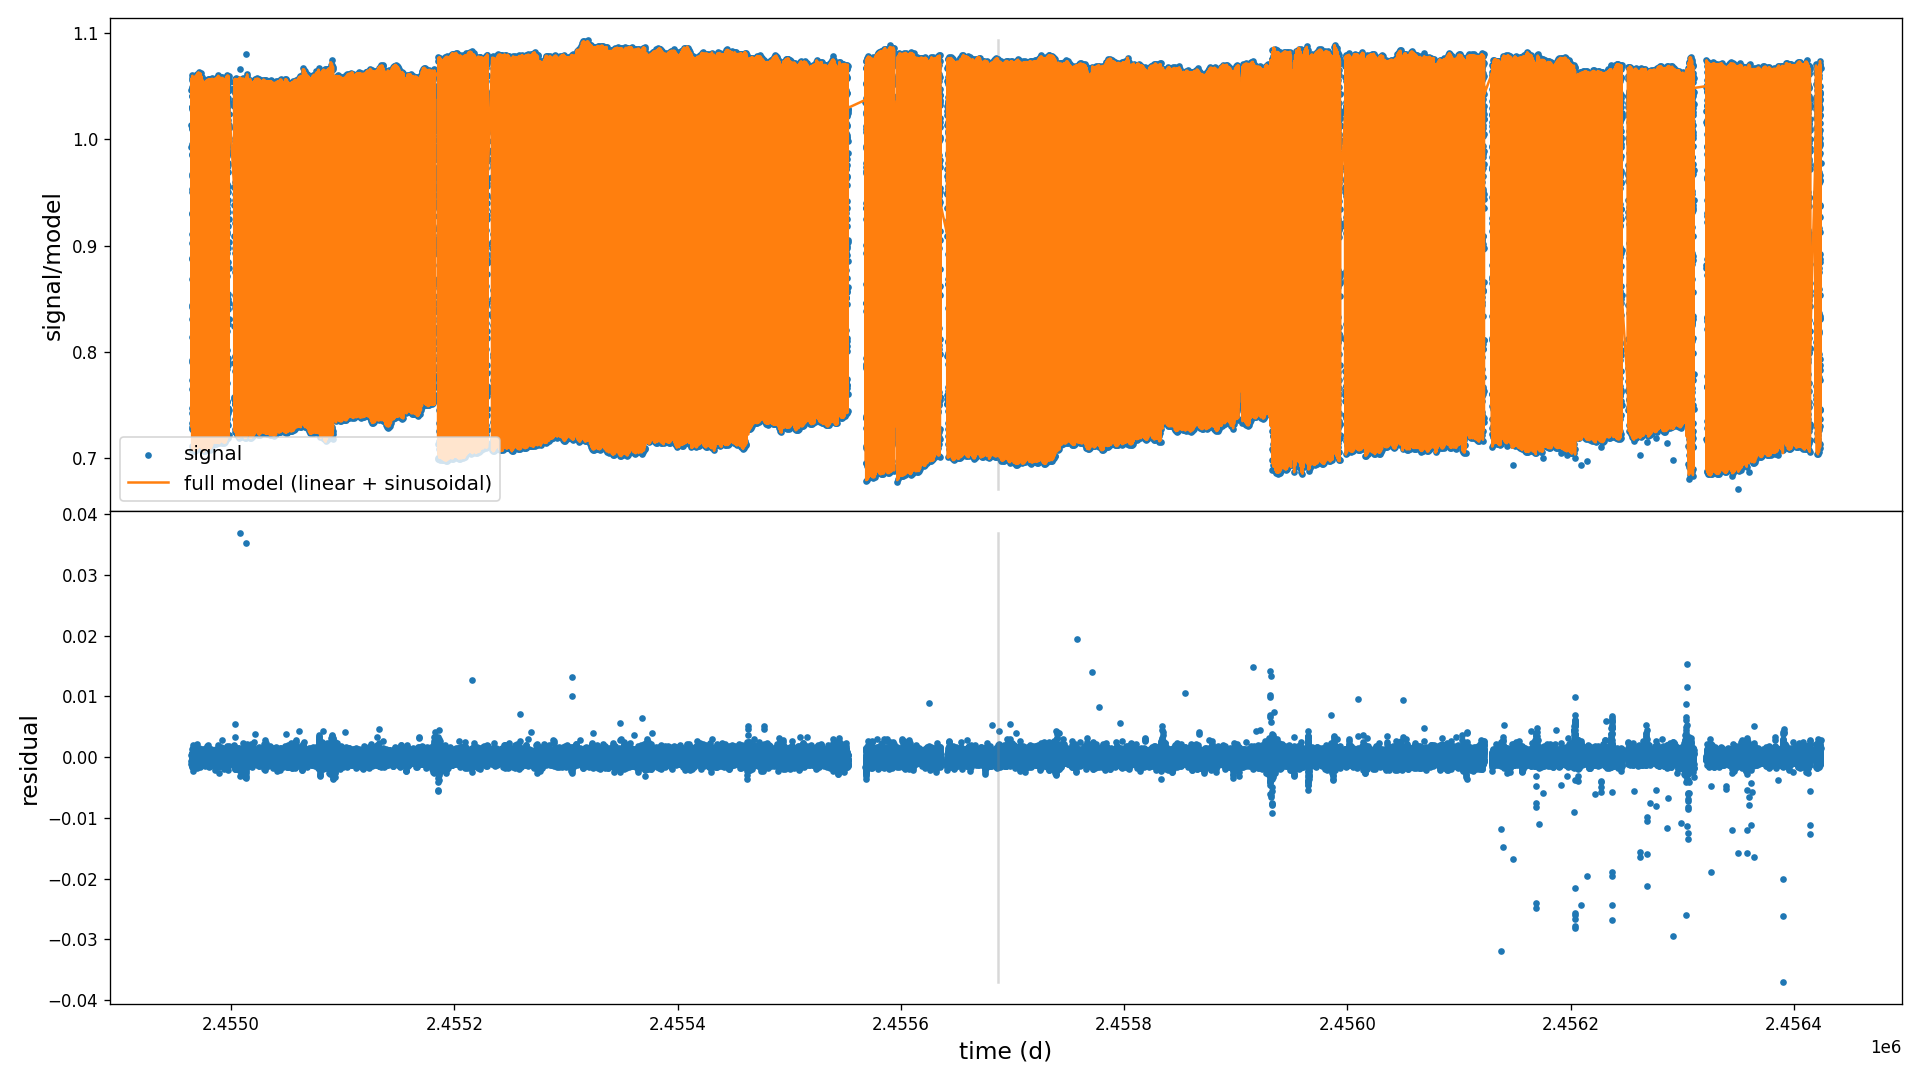 1.1
1.0
0.9
0.8
0.7
signal/model
signal
full model (linear + sinusoidal)
0.04
0.03
0.02
0.01
0.00
−0.01
−0.02
−0.03
−0.04
residual
2.4550 2.4552 2.4554 2.4556 2.4558 2.4560 2.4562 2.4564
1e6
time (d)